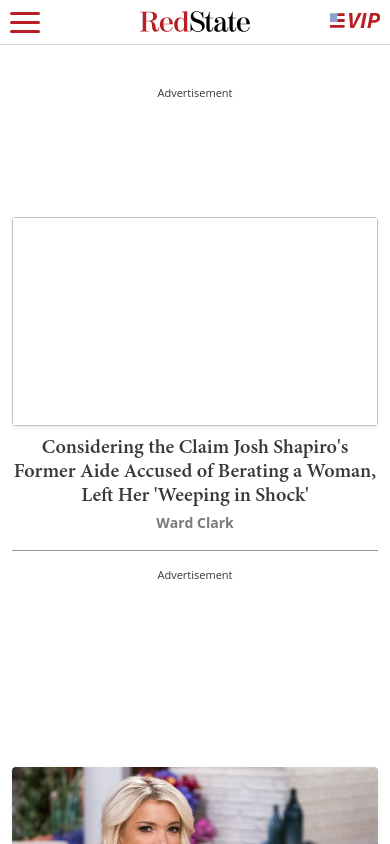 RedState
VIP
Advertisement
Considering the Claim Josh Shapiro's
Former Aide Accused of Berating a Woman,
Left Her 'Weeping in Shock'
Ward Clark
Advertisement